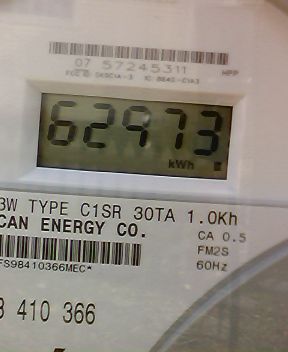 07 57245311
HPP
62973
kWh
3W TYPE C1SR 30TA 1.0Kh
CAN ENERGY CO.
CA 0.5
FM2S
60Hz
FS98410366MEC*
410 366